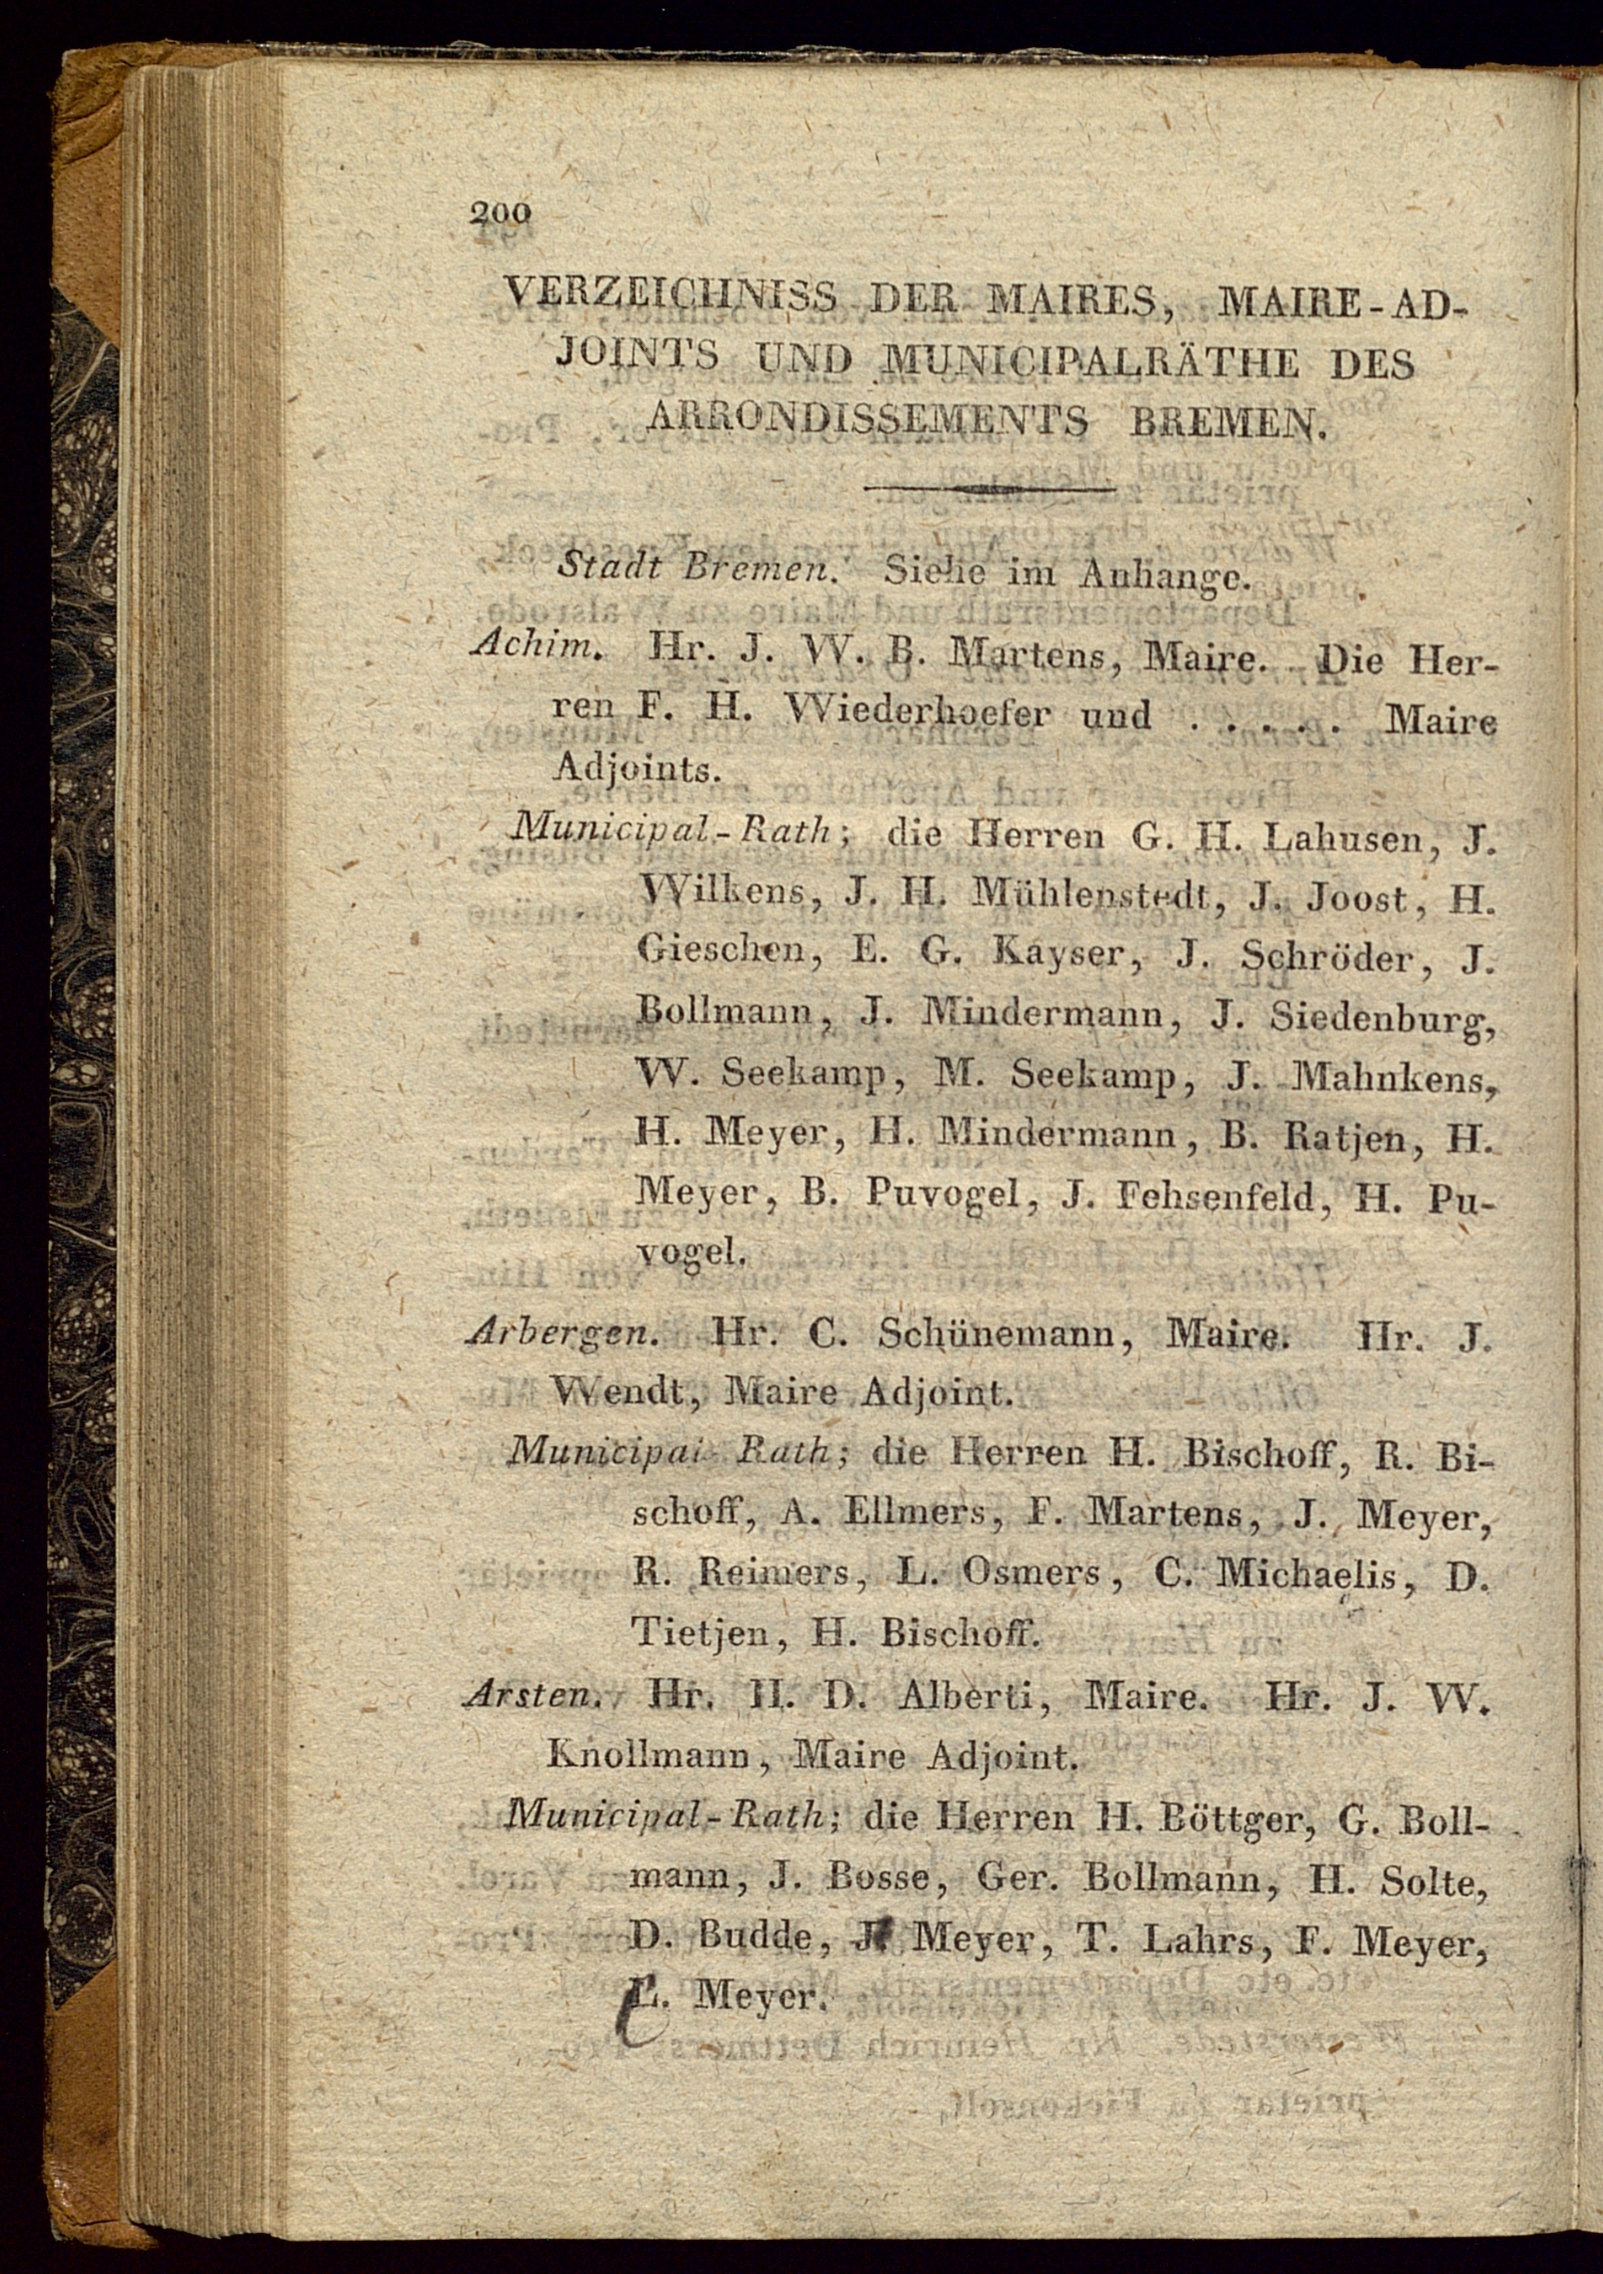 200
VERZEICHNISS DER MAIRES, MAIRE-AD-
JOINTS UND MUNICIPALRÄTHE DES
ARRONDISSEMENTS BREMEN.
Stadt Bremen. Siehe im Anhange.
Achim. Hr. J. W. B. Martens, Maire. Die Her-
ren F. H. Wiederhoefer und . . . . . Maire
Adjoints.
Municipal-Rath; die Herren G. H. Lahusen, J.
Wilkens, J. H. Mühlenstedt, J. Joost, H.
Gieschen, E. G. Kayser, J. Schröder, J.
Bollmann, J. Mindermann, J. Siedenburg,
W. Seekamp, M. Seekamp, J. Mahnkens,
H. Meyer, H. Mindermann, B. Ratjen, H.
Meyer, B. Puvogel, J. Fehsenfeld, H. Pu-
vogel.
Arbergen. Hr. C. Schünemann, Maire. Hr. J.
Wendt, Maire Adjoint.
Municipal-Rath; die Herren H. Bischoff, R. Bi-
schoff, A. Ellmers, F. Martens, J. Meyer,
R. Reimers, L. Osmers, C. Michaelis, D.
Tietjen, H. Bischoff.
Arsten. Hr. H. D. Alberti, Maire. Hr. J. W.
Knollmann, Maire Adjoint.
Municipal-Rath; die Herren H. Böttger, G. Boll-
mann, J. Bosse, Ger. Bollmann, H. Solte,
D. Budde, J. Meyer, T. Lahrs, F. Meyer,
L. Meyer.